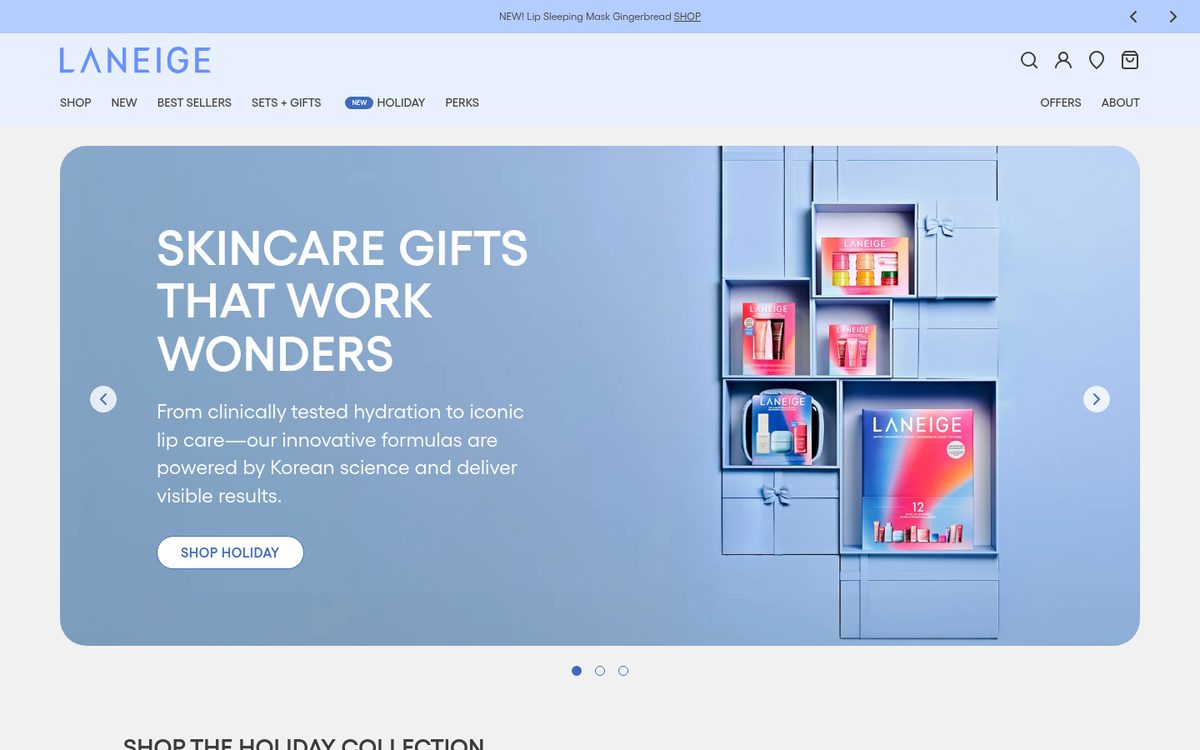 NEW! Lip Sleeping Mask Gingerbread SHOP
LANEIGE
SHOP NEW BEST SELLERS SETS + GIFTS NEW HOLIDAY PERKS OFFERS ABOUT
SKINCARE GIFTS
THAT WORK
WONDERS
From clinically tested hydration to iconic
lip care—our innovative formulas are
powered by Korean science and deliver
visible results.
SHOP HOLIDAY
LANEIGE
LANEIGE
LANEIGE
LANEIGE
LANEIGE
12
SHOP THE HOLIDAY COLLECTION